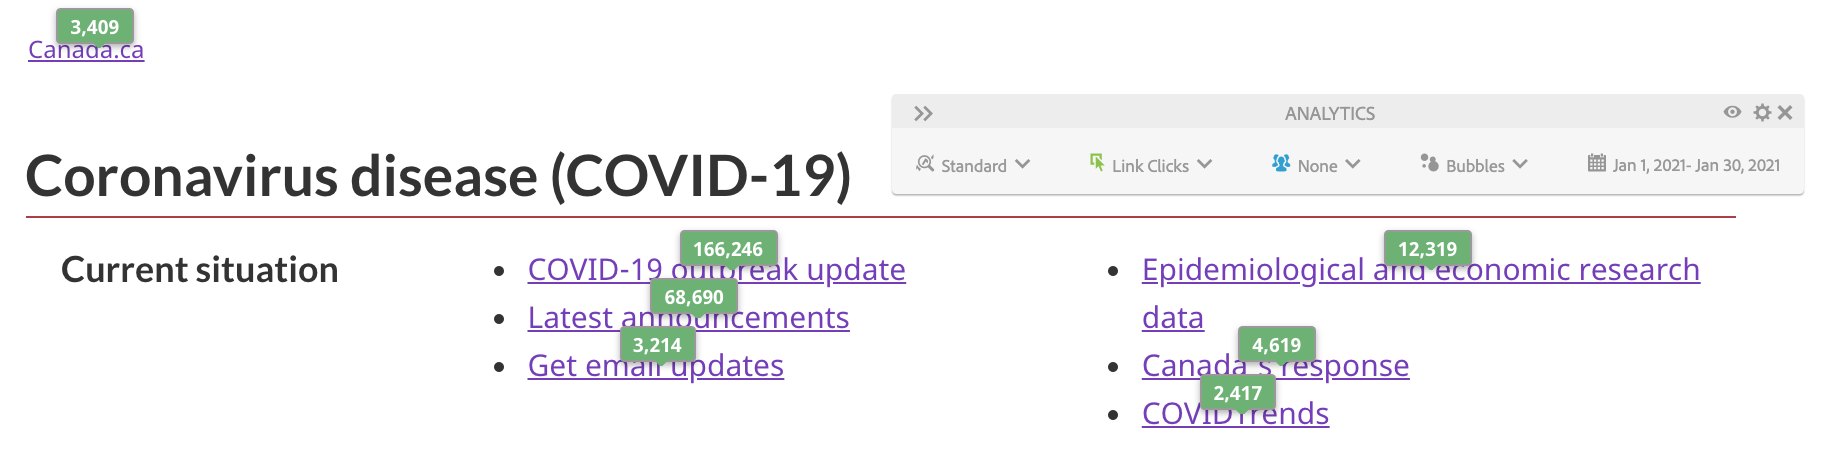 3,409
Canada.ca
ANALYTICS
Standard Link Clicks None Bubbles Jan 1, 2021- Jan 30, 2021
Coronavirus disease (COVID-19)
Current situation
166,246
COVID-19 outbreak update
68,690
Latest announcements
3,214
Get email updates
12,319
Epidemiological and economic research
data
4,619
Canada's response
2,417
COVIDTrends